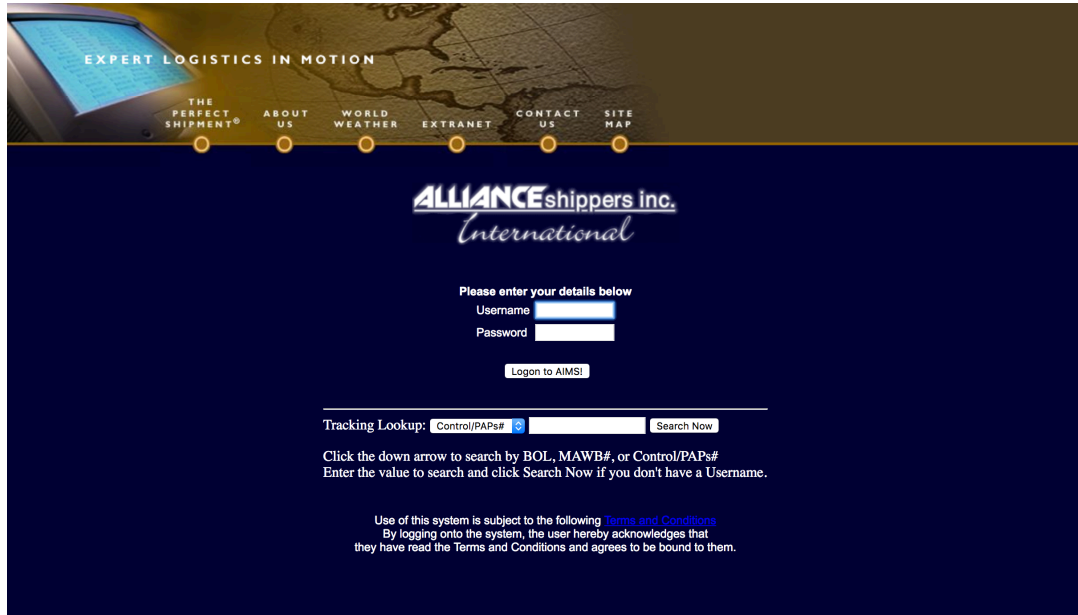 EXPERT LOGISTICS IN MOTION
THE PERFECT SHIPMENT®
ABOUT US
WORLD WEATHER
EXTRANET
CONTACT US
SITE MAP
ALLIANCE shippers inc.
International
Please enter your details below
Username
Password
Logon to AIMS!
Tracking Lookup: Control/PAPs# Search Now
Click the down arrow to search by BOL, MAWB#, or Control/PAPs#
Enter the value to search and click Search Now if you don't have a Username.
Use of this system is subject to the following Terms and Conditions
By logging onto the system, the user hereby acknowledges that
they have read the Terms and Conditions and agrees to be bound to them.